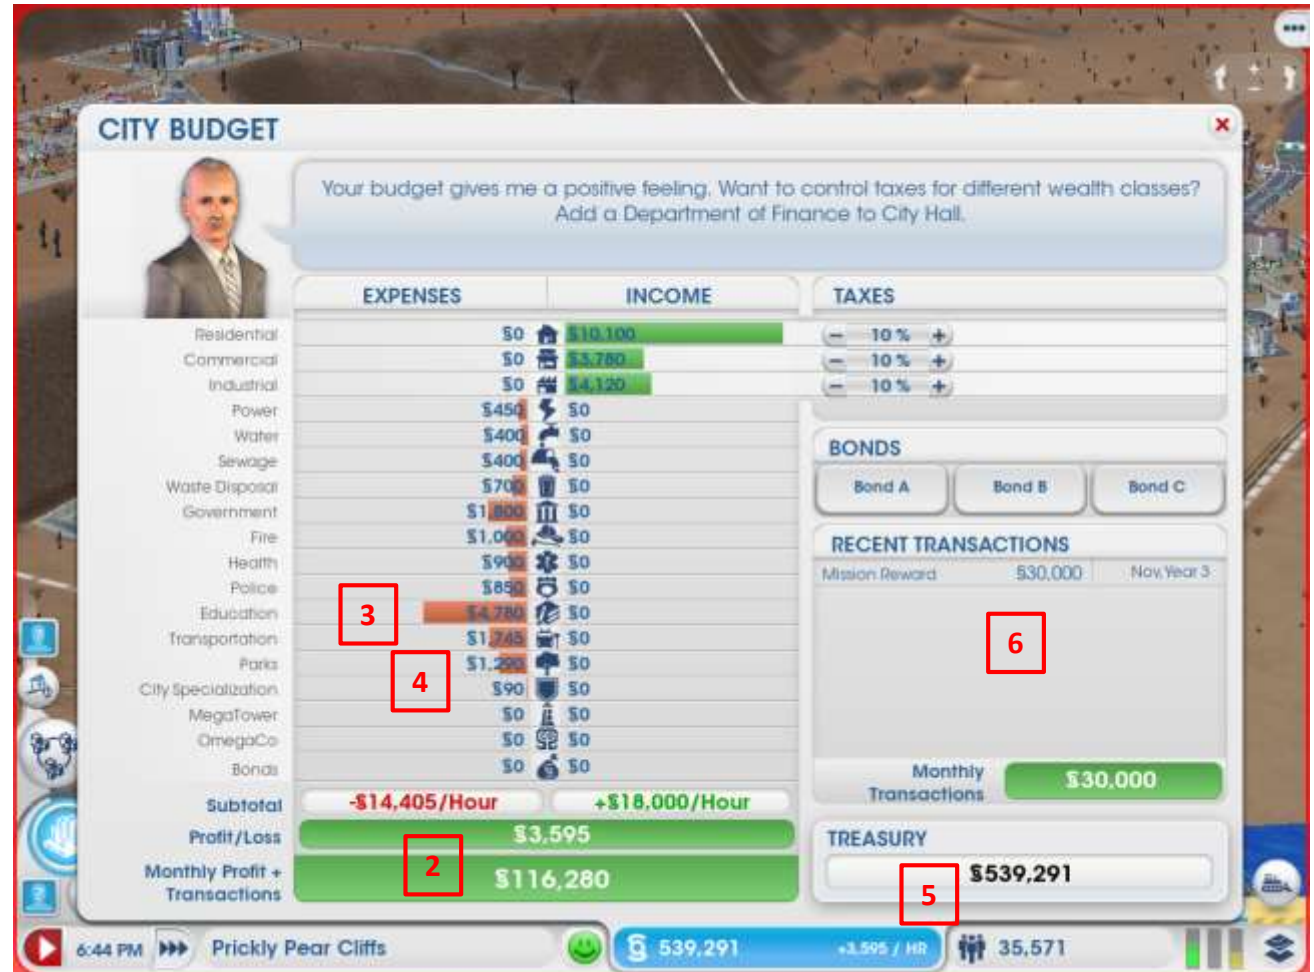 CITY BUDGET
Your budget gives me a positive feeling. Want to control taxes for different wealth classes?
Add a Department of Finance to City Hall.
EXPENSES INCOME TAXES
Residential §0 §10,100 − 10 % +
Commercial §0 §3,780 − 10 % +
Industrial §0 §4,120 − 10 % +
Power §450 §0
Water §400 §0
Sewage §400 §0
Waste Disposal §700 §0
Government §1,800 §0
Fire §1,000 §0
Health §900 §0
Police §850 §0
Education §4,780 §0
Transportation §1,745 §0
Parks §1,290 §0
City Specialization §90 §0
MegaTower §0 §0
OmegaCo §0 §0
Bonds §0 §0
Subtotal -§14,405/Hour +§18,000/Hour
Profit/Loss §3,595
Monthly Profit +
Transactions §116,280
3
4
2
BONDS
Bond A Bond B Bond C
RECENT TRANSACTIONS
Mission Reward §30,000 Nov, Year 3
6
Monthly
Transactions §30,000
TREASURY
§539,291
5
6:44 PM Prickly Pear Cliffs § 539,291 +3,595 / HR 35,571